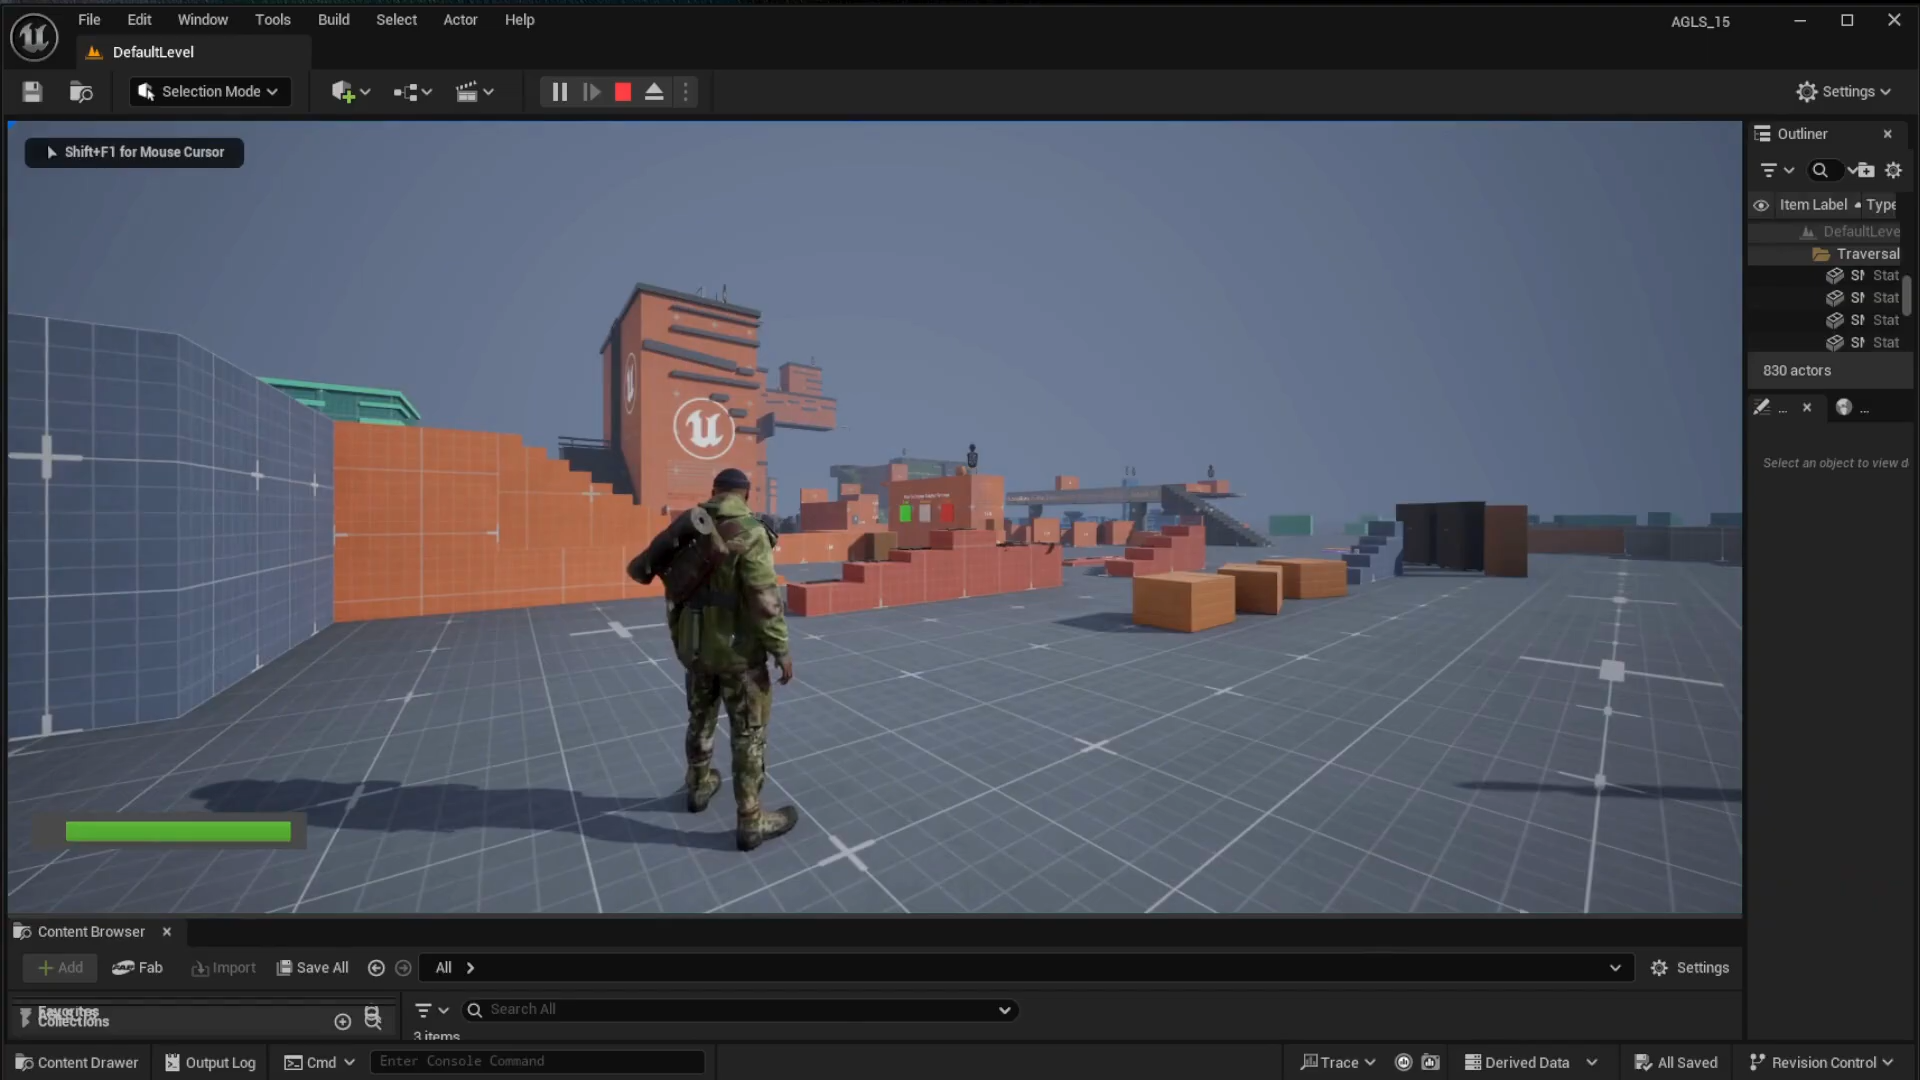 File Edit Window Tools Build Select Actor Help
AGLS_15
DefaultLevel
Selection Mode
Settings
Shift+F1 for Mouse Cursor
Outliner
Item Label Type
DefaultLeve
Traversal
Stat
Stat
Stat
Stat
830 actors
...
...
Select an object to view d
Content Browser
Add Fab Import Save All All Settings
Favorites
Collections
Search All
3 items
Content Drawer Output Log Cmd Enter Console Command Trace Derived Data All Saved Revision Control